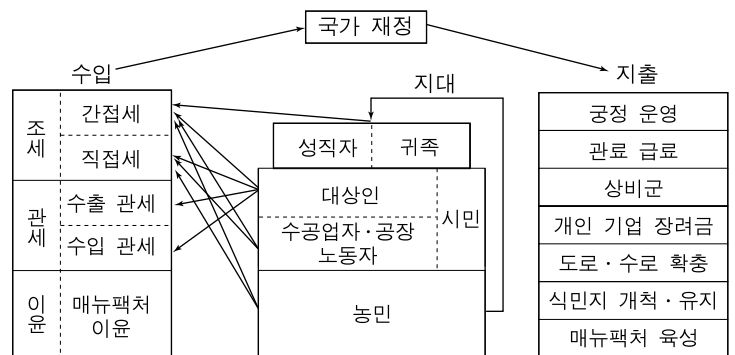 국가 재정
수입
지대
지출
조세
간접세
직접세
관세
수출 관세
수입 관세
이윤
매뉴팩처
이윤
성직자
귀족
대상인
시민
수공업자·공장
노동자
농민
궁정 운영
관료 급료
상비군
개인 기업 장려금
도로·수로 확충
식민지 개척·유지
매뉴팩처 육성